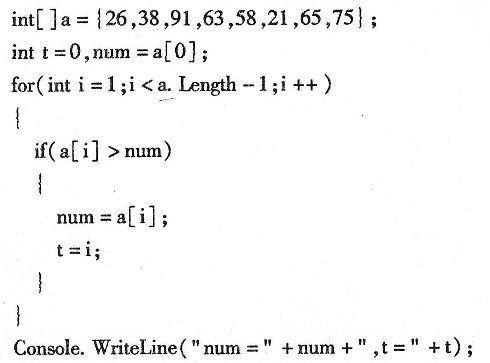 int[ ]a = {26,38,91,63,58,21,65,75};
int t=0,num=a[0];
for(int i=1;i<a. Length -1;i ++ )
{
if(a[i] >num)
{
num = a[i];
t=i;
}
}
Console. WriteLine("num =" +num +" ,t =" +t);